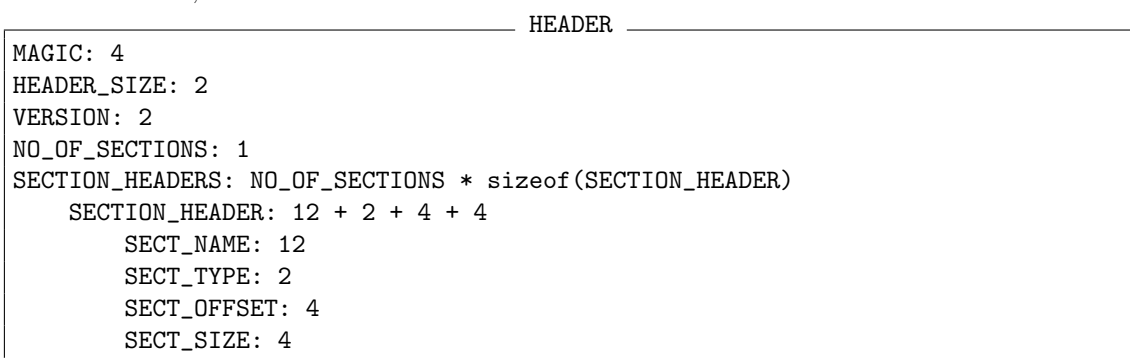 HEADER
MAGIC: 4
HEADER_SIZE: 2
VERSION: 2
NO_OF_SECTIONS: 1
SECTION_HEADERS: NO_OF_SECTIONS * sizeof(SECTION_HEADER)
    SECTION_HEADER: 12 + 2 + 4 + 4
        SECT_NAME: 12
        SECT_TYPE: 2
        SECT_OFFSET: 4
        SECT_SIZE: 4